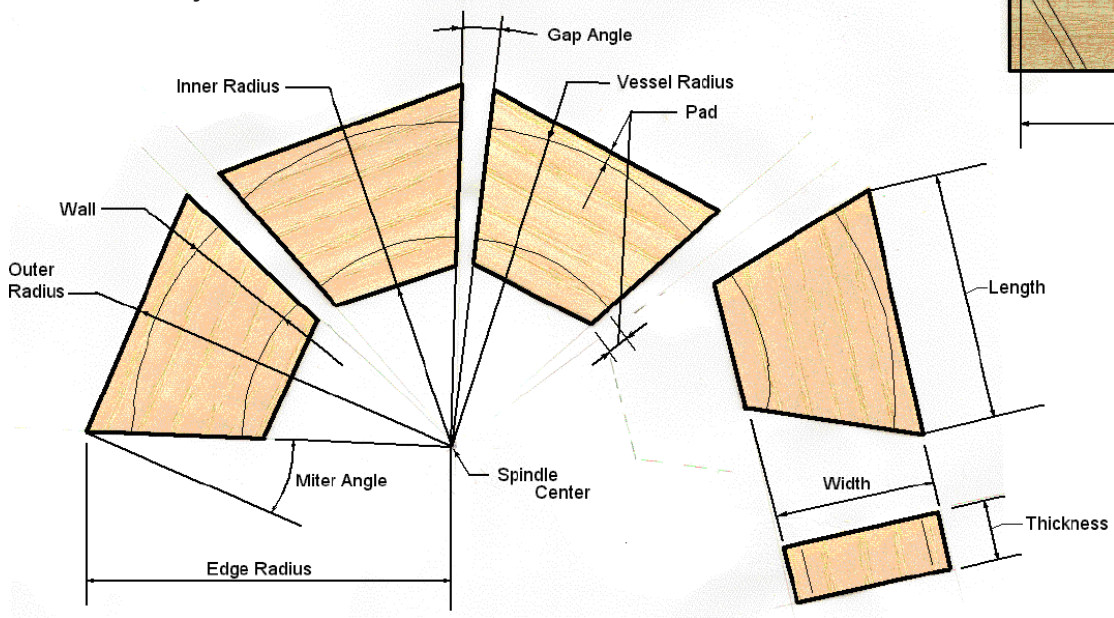 Gap Angle
Inner Radius
Vessel Radius
Pad
Wall
Outer
Radius
Length
Miter Angle
Spindle
Center
Width
Thickness
Edge Radius